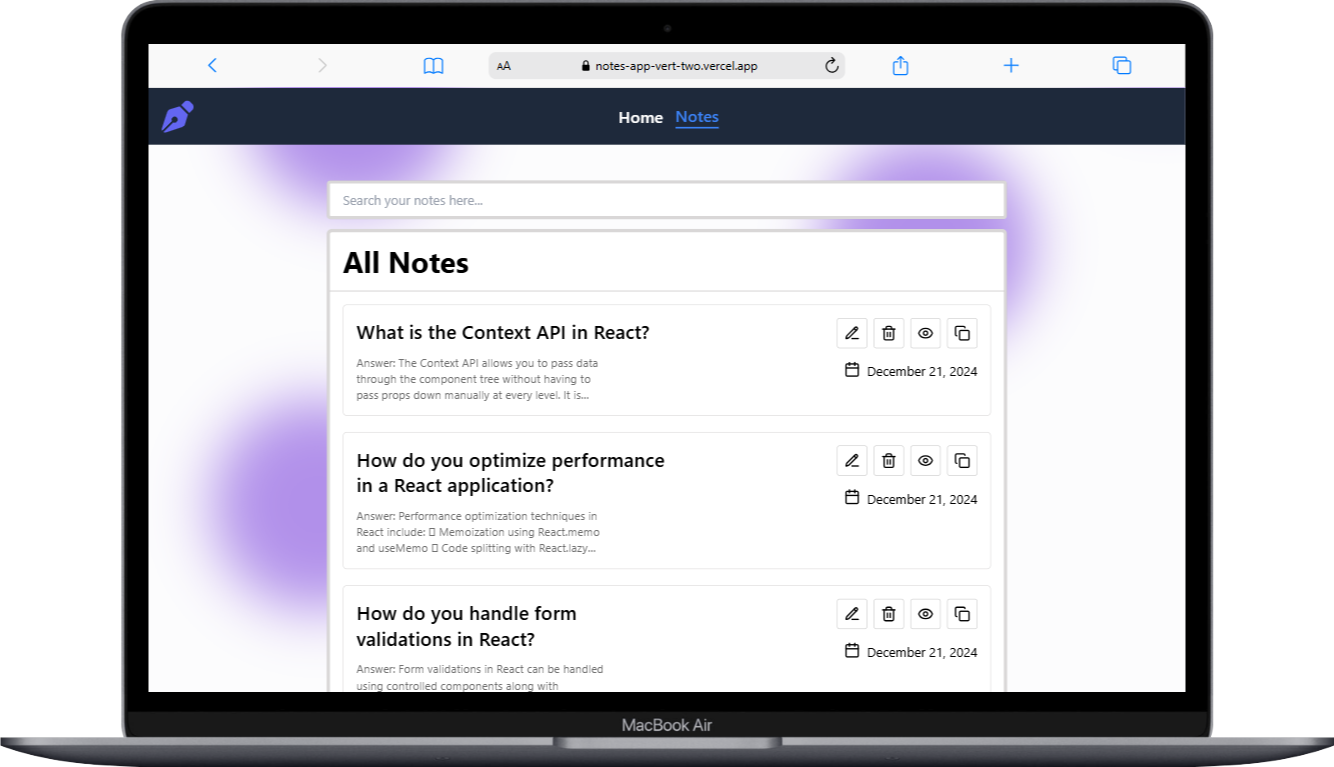 AA
notes-app-vert-two.vercel.app
Home
Notes
Search your notes here...
All Notes
What is the Context API in React?
Answer: The Context API allows you to pass data
through the component tree without having to
pass props down manually at every level. It is...
December 21, 2024
How do you optimize performance
in a React application?
Answer: Performance optimization techniques in
React include: ▯ Memoization using React.memo
and useMemo ▯ Code splitting with React.lazy...
December 21, 2024
How do you handle form
validations in React?
Answer: Form validations in React can be handled
using controlled components along with
December 21, 2024
MacBook Air